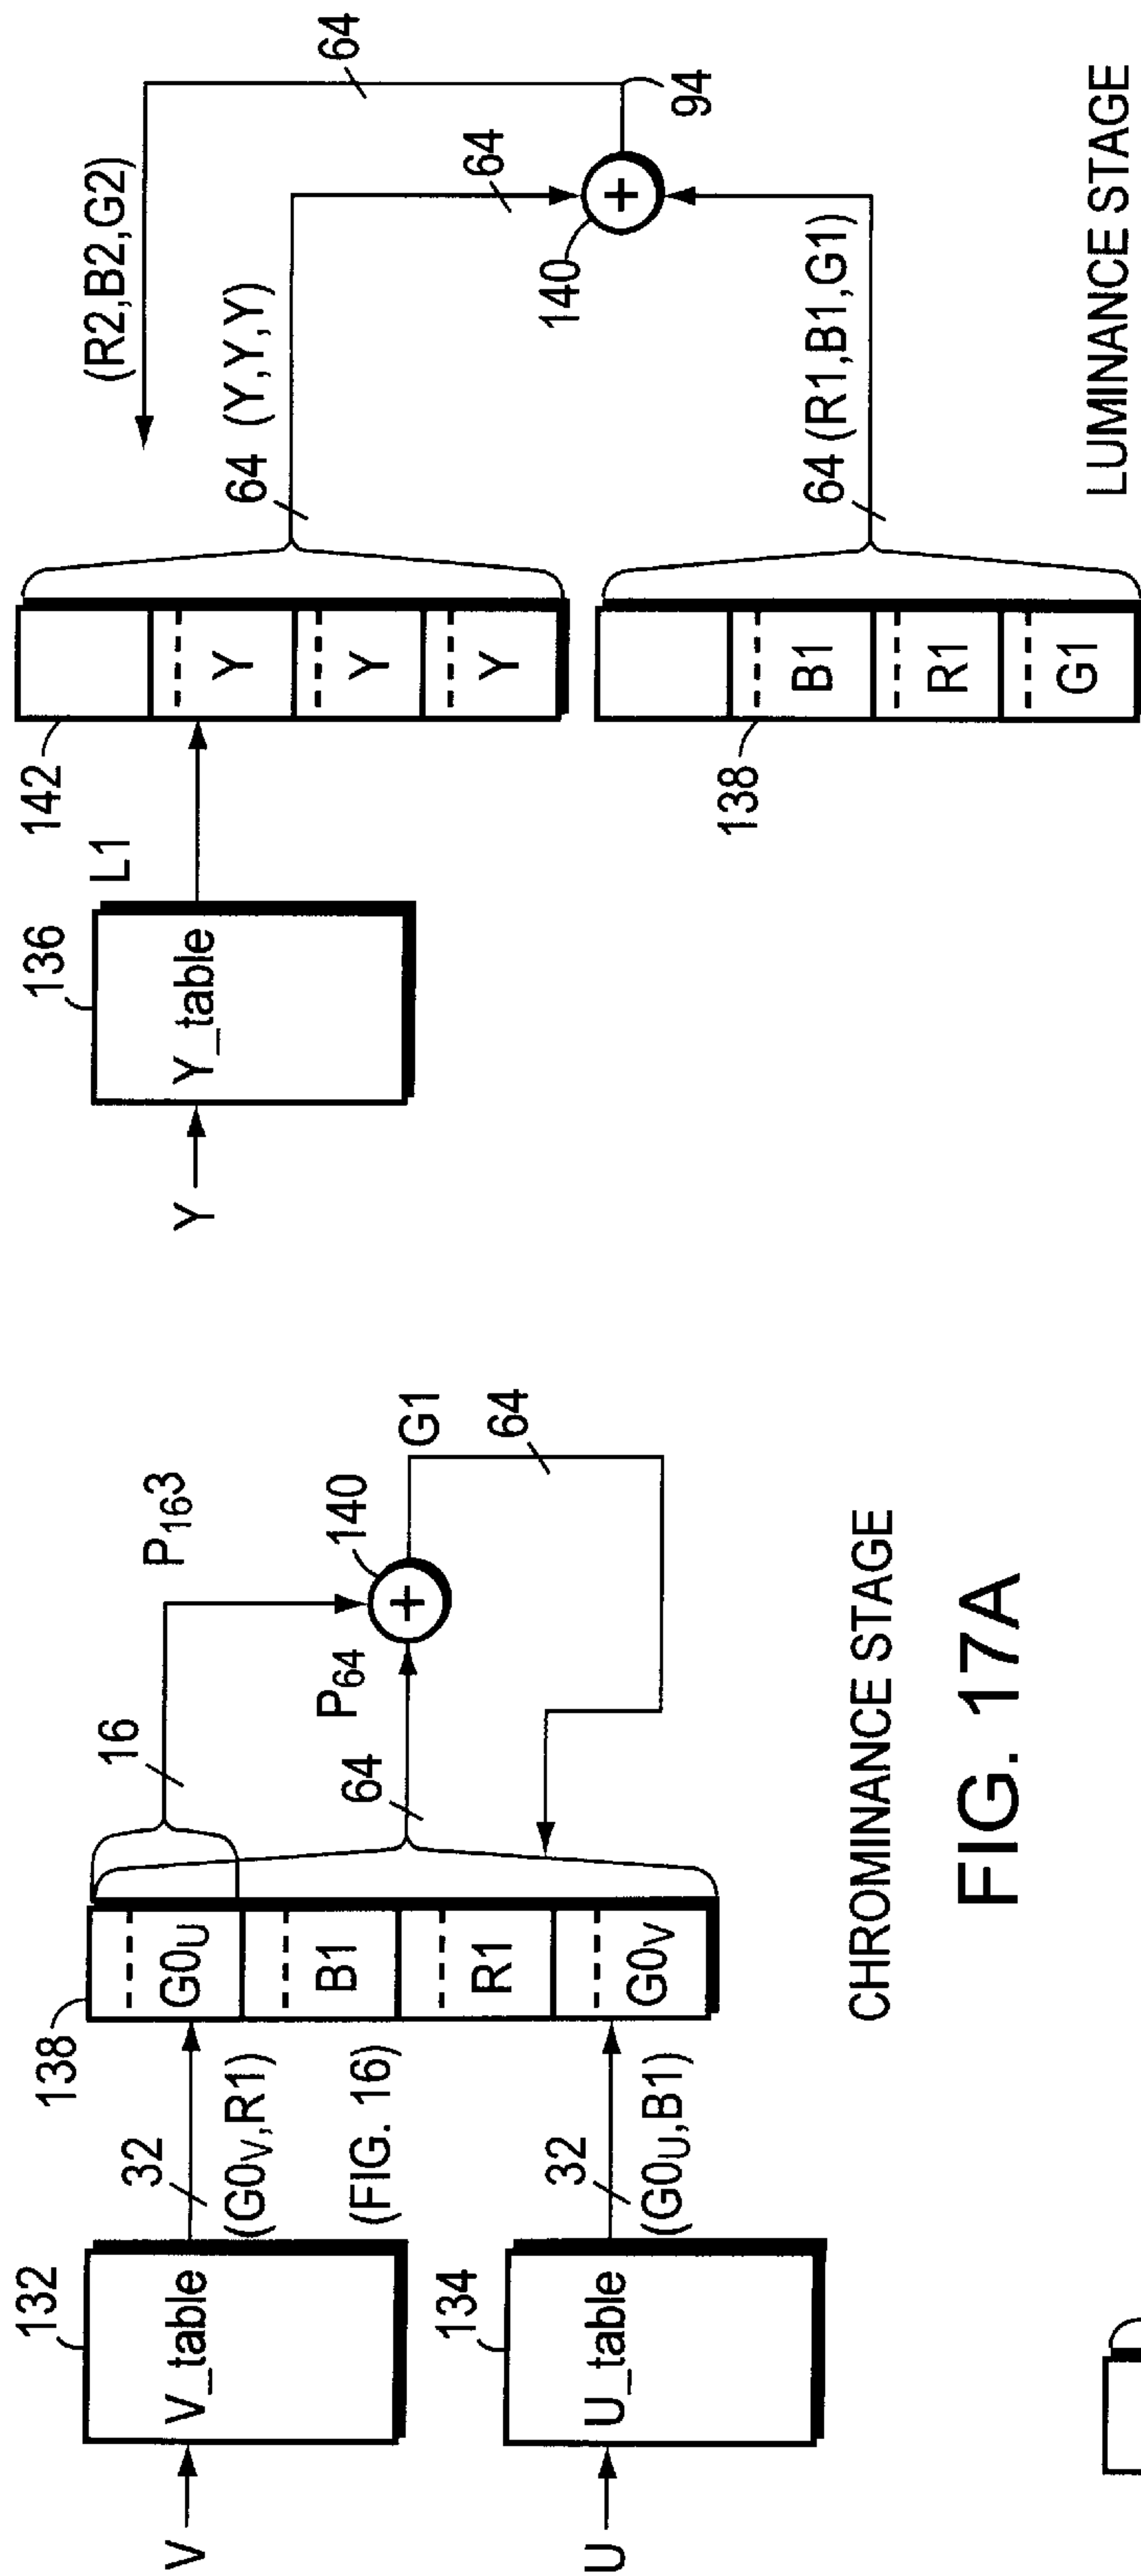 V
132
V_table
32
(G0V,R1)
(FIG. 16)
U
134
U_table
32
(G0U,B1)
138
G0U
B1
R1
G0V
16
64
P64
P163
140
+
G1
64
CHROMINANCE STAGE
FIG. 17A
Y
136
Y_table
L1
142
Y
Y
Y
138
B1
R1
G1
64 (Y,Y,Y)
64 (R1,B1,G1)
(R2,B2,G2)
64
64
140
+
94
LUMINANCE STAGE